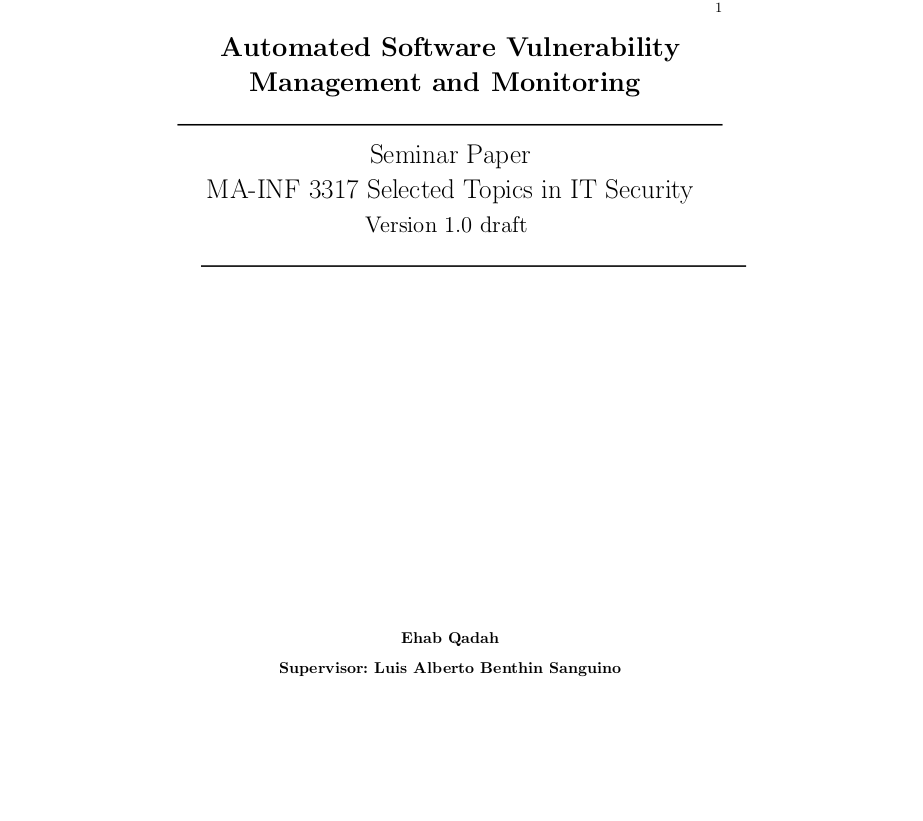 1
Automated Software Vulnerability
Management and Monitoring
Seminar Paper
MA-INF 3317 Selected Topics in IT Security
Version 1.0 draft
Ehab Qadah
Supervisor: Luis Alberto Benthin Sanguino